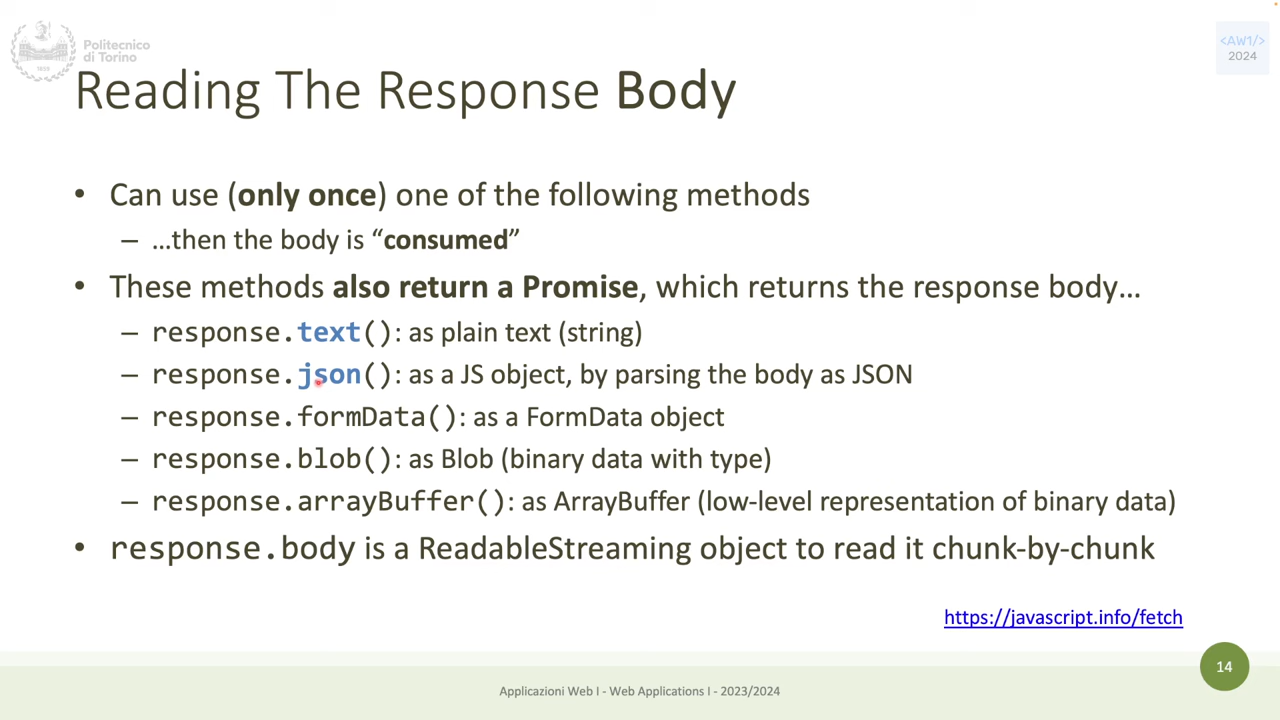 Politecnico
di Torino
1859
<AW1/>
2024
Reading The Response Body
• Can use (only once) one of the following methods
– …then the body is “consumed”
• These methods also return a Promise, which returns the response body…
– response.text(): as plain text (string)
– response.json(): as a JS object, by parsing the body as JSON
– response.formData(): as a FormData object
– response.blob(): as Blob (binary data with type)
– response.arrayBuffer(): as ArrayBuffer (low-level representation of binary data)
• response.body is a ReadableStreaming object to read it chunk-by-chunk
https://javascript.info/fetch
14
Applicazioni Web I - Web Applications I - 2023/2024